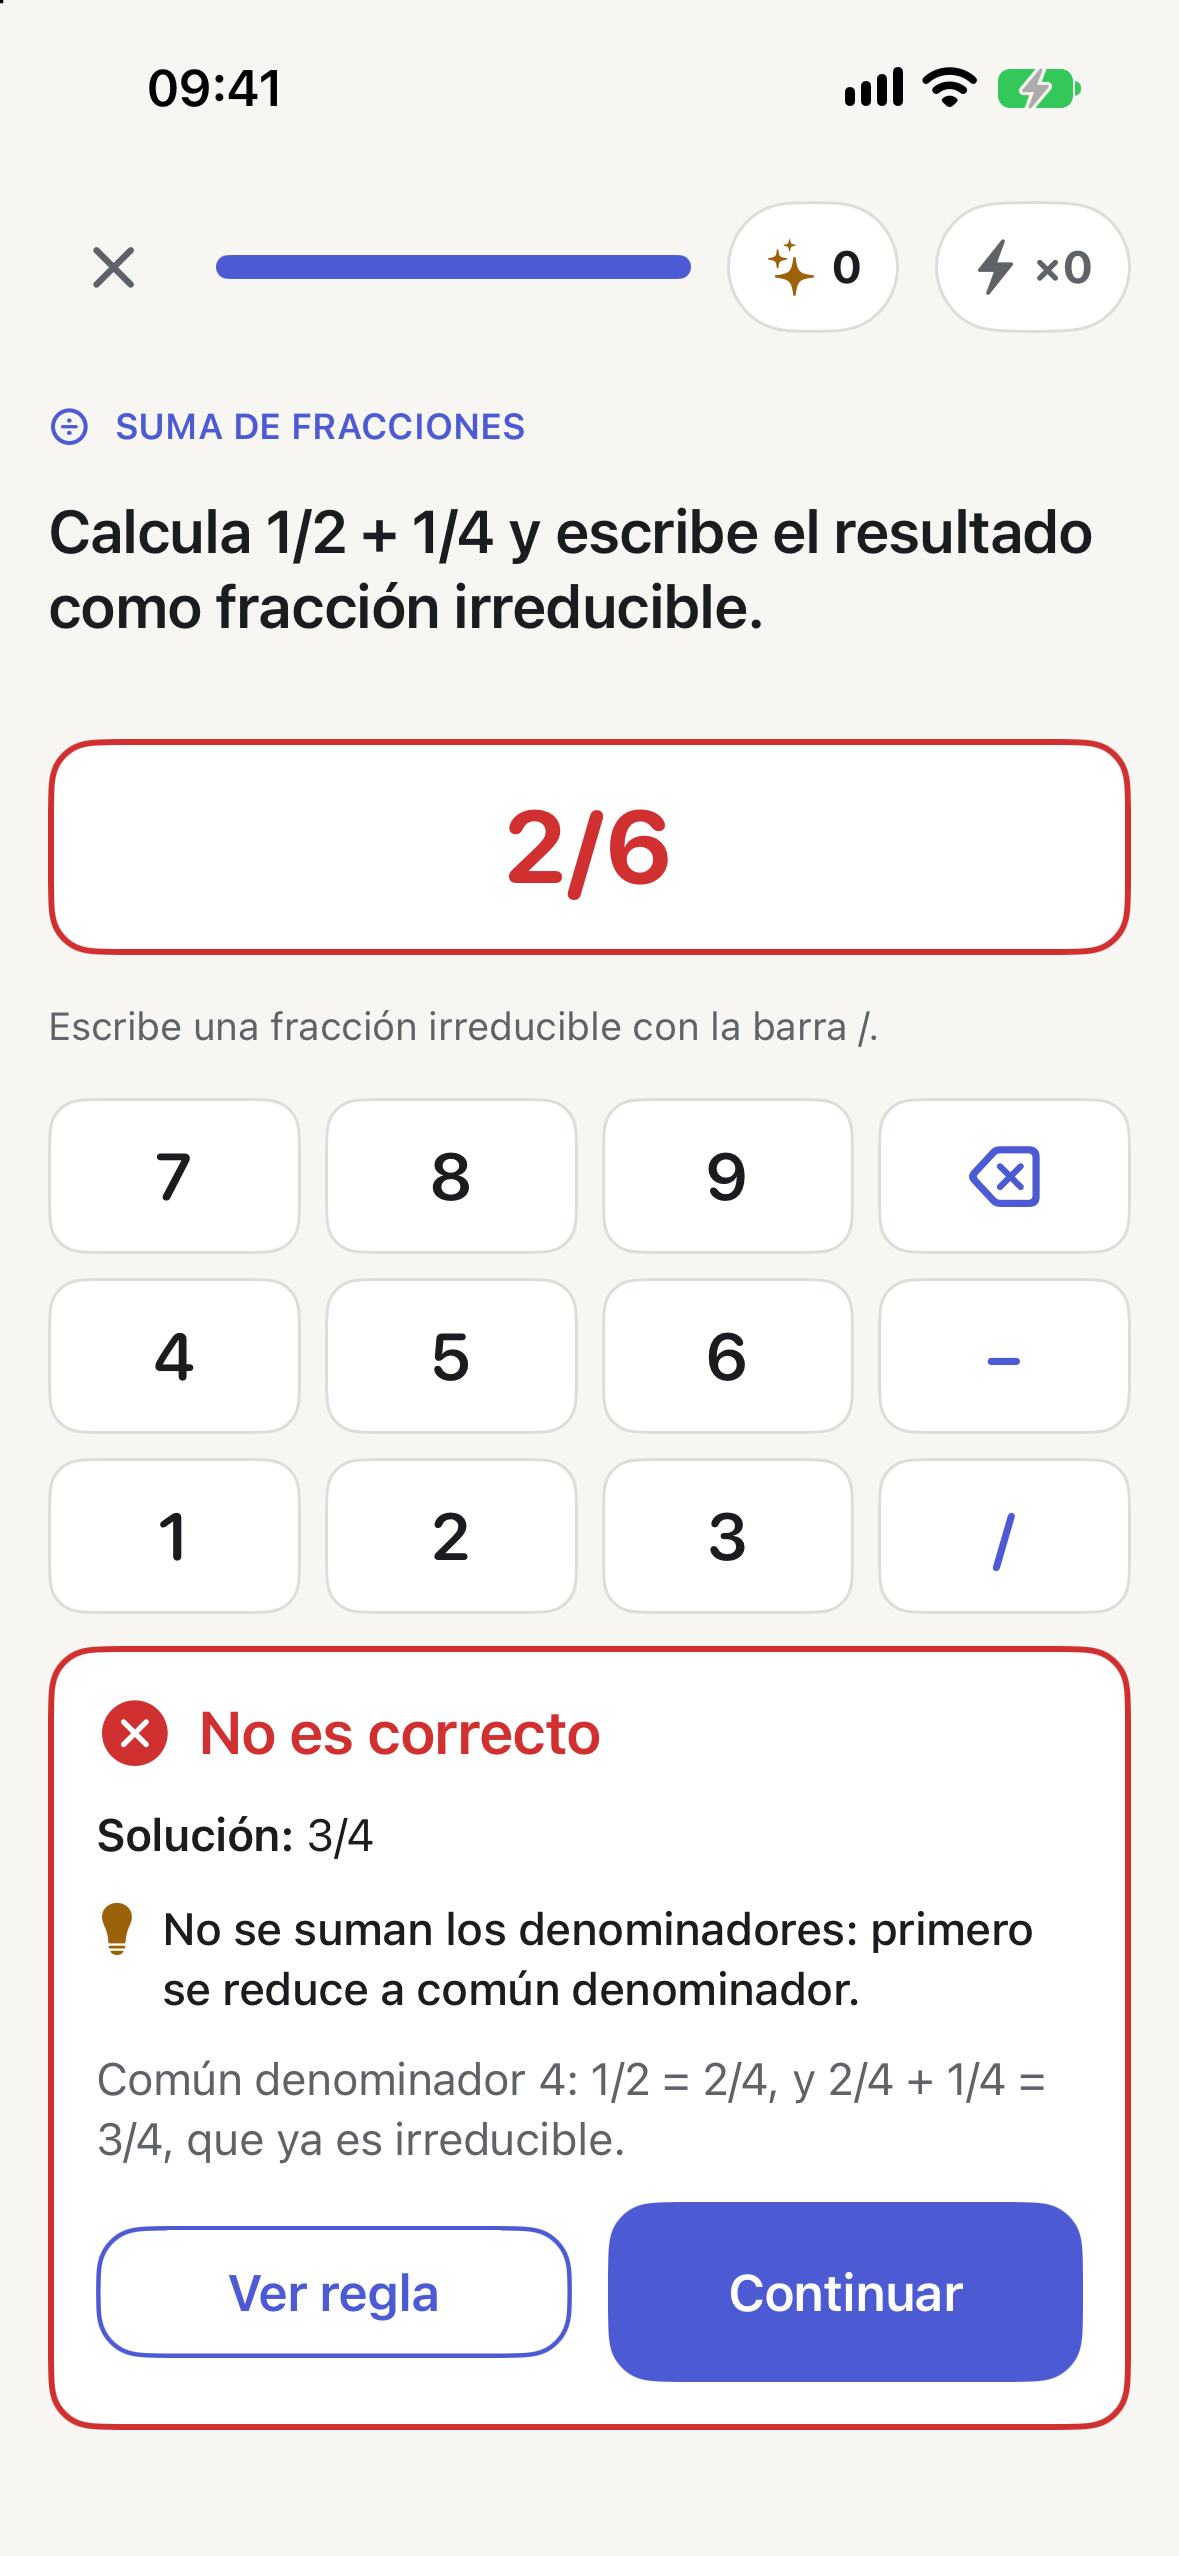 09:41
0
×0
SUMA DE FRACCIONES
Calcula 1/2 + 1/4 y escribe el resultado
como fracción irreducible.
2/6
Escribe una fracción irreducible con la barra /.
7 8 9
4 5 6 –
1 2 3 /
No es correcto
Solución: 3/4
No se suman los denominadores: primero
se reduce a común denominador.
Común denominador 4: 1/2 = 2/4, y 2/4 + 1/4 =
3/4, que ya es irreducible.
Ver regla
Continuar